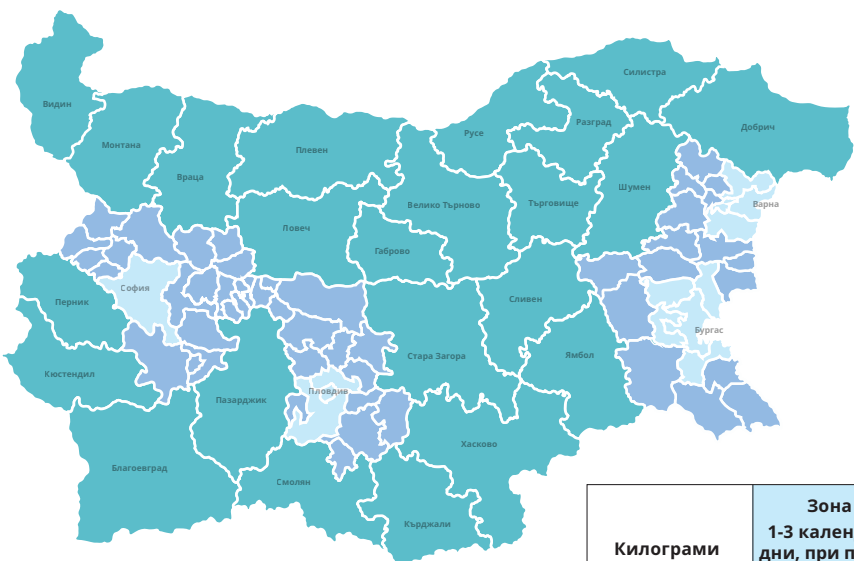 Силистра
Видин
Разград
Добрич
Русе
Монтана
Плевен
Враца
Шумен
Велико Търново
Търговище
Варна
Ловеч
Габрово
София
Сливен
Перник
Бургас
Стара Загора
Ямбол
Кюстендил
Пловдив
Пазарджик
Хасково
Благоевград
Смолян
Кърджали
Килограми
Зона
1-3 кален
дни, при п